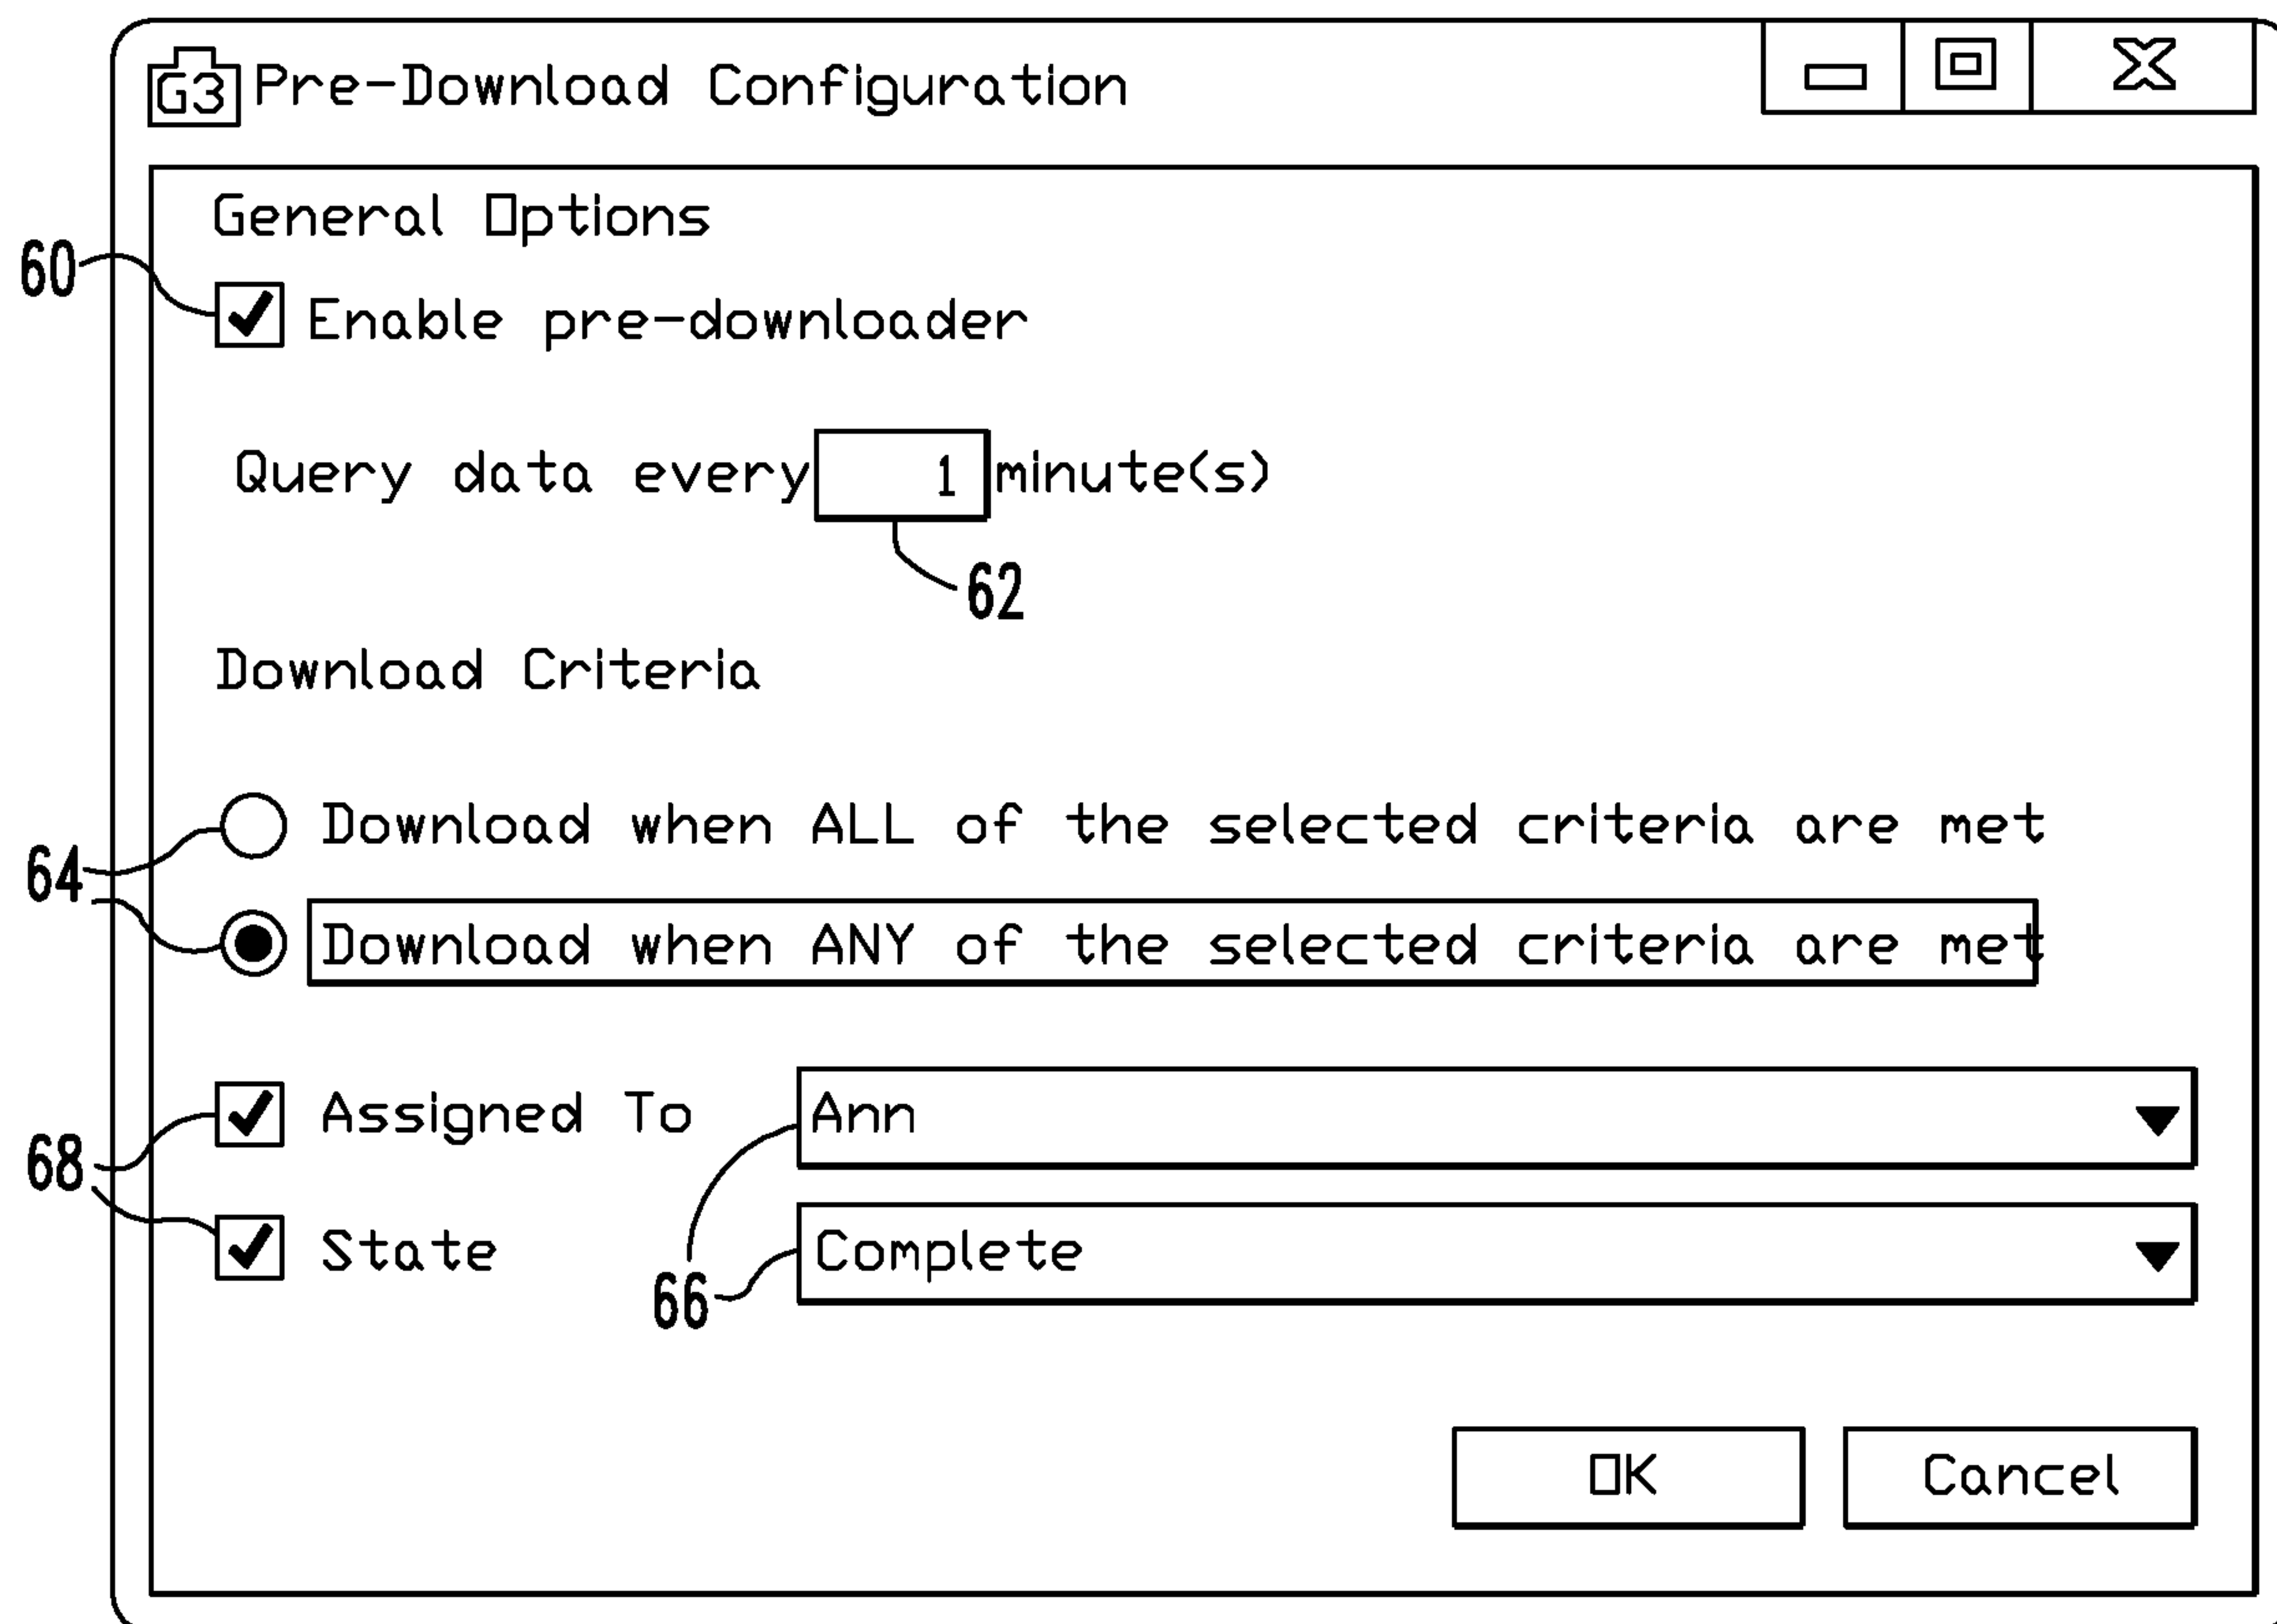 G3 Pre-Download Configuration
General Options
60
Enable pre-downloader
Query data every 1 minute(s)
62
Download Criteria
Download when ALL of the selected criteria are met
64
Download when ANY of the selected criteria are met
Assigned To Ann
68
State Complete
66
OK Cancel